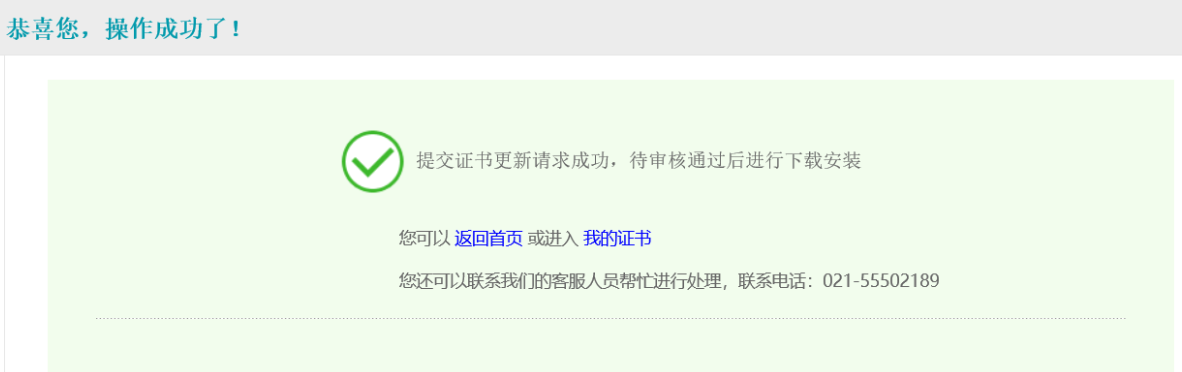 恭喜您，操作成功了！
提交证书更新请求成功，待审核通过后进行下载安装
您可以 返回首页 或进入 我的证书
您还可以联系我们的客服人员帮忙进行处理，联系电话：021-55502189